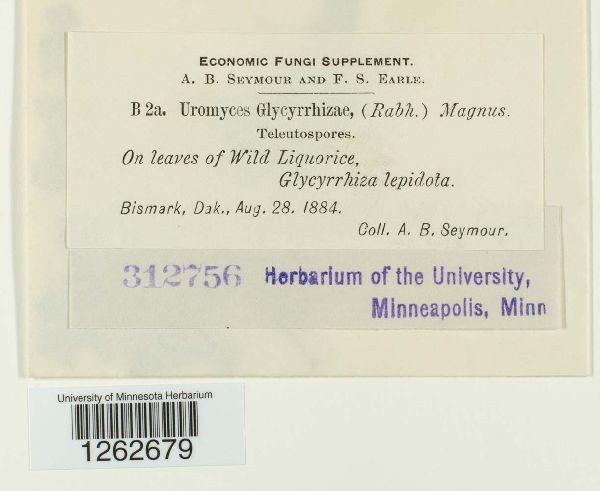 ECONOMIC FUNGI SUPPLEMENT.
A. B. SEYMOUR AND F. S. EARLE.
B 2a. Uromyces Glycyrrhizae, (Rabh.) Magnus.
Teleutospores.
On leaves of Wild Liquorice,
Glycyrrhiza lepidota.
Bismark, Dak., Aug. 28. 1884.
Coll. A. B. Seymour.
312756 Herbarium of the University,
Minneapolis, Minn
University of Minnesota Herbarium
1262679